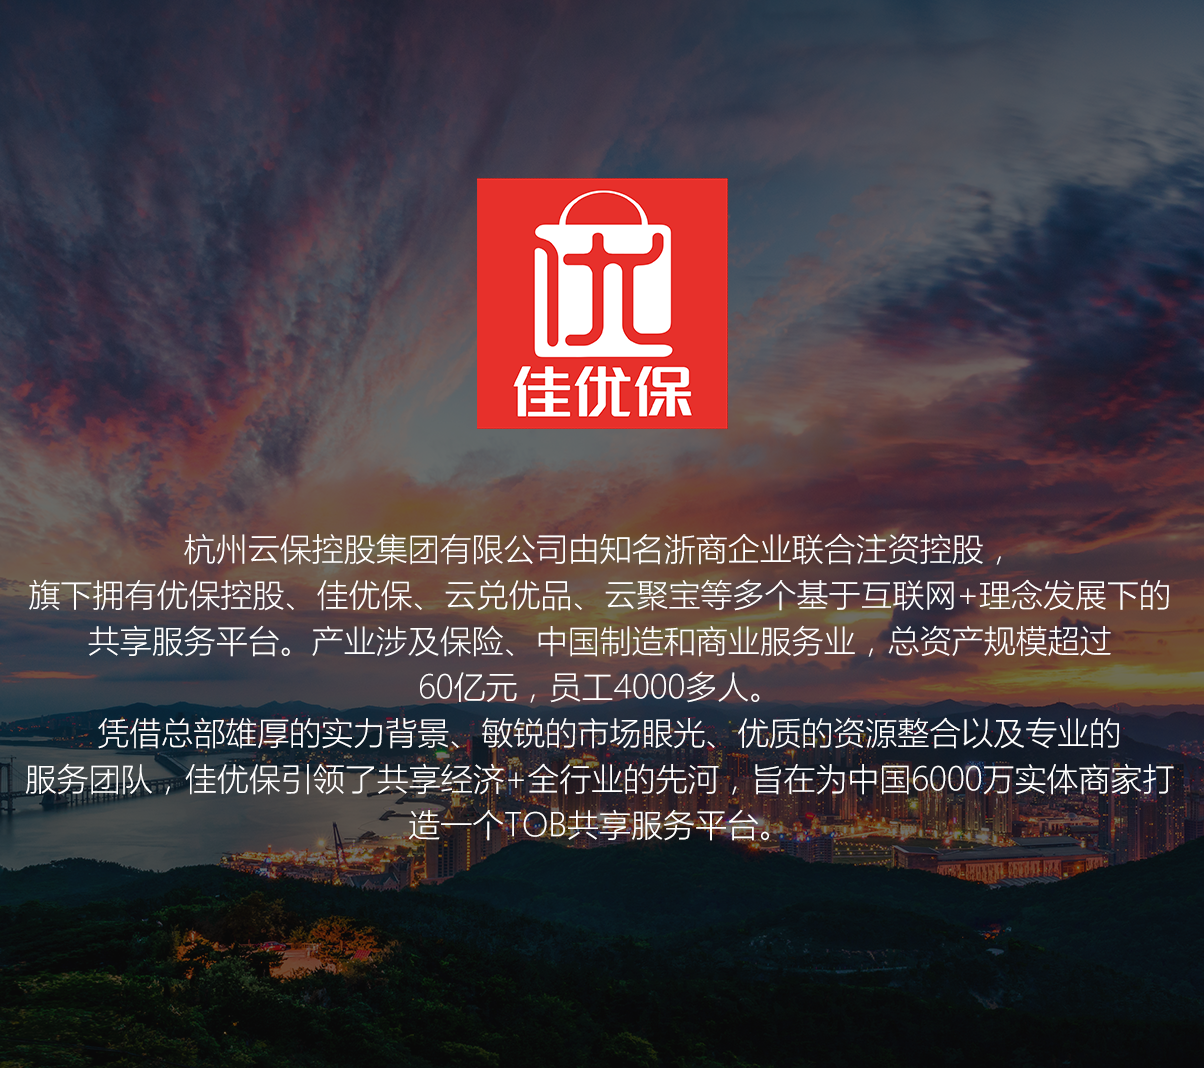 优
佳优保
杭州云保控股集团有限公司由知名浙商企业联合注资控股，
旗下拥有优保控股、佳优保、云兑优品、云聚宝等多个基于互联网+理念发展下的
共享服务平台。产业涉及保险、中国制造和商业服务业，总资产规模超过
60亿元，员工4000多人。
凭借总部雄厚的实力背景、敏锐的市场眼光、优质的资源整合以及专业的
服务团队，佳优保引领了共享经济+全行业的先河，旨在为中国6000万实体商家打
造一个TOB共享服务平台。